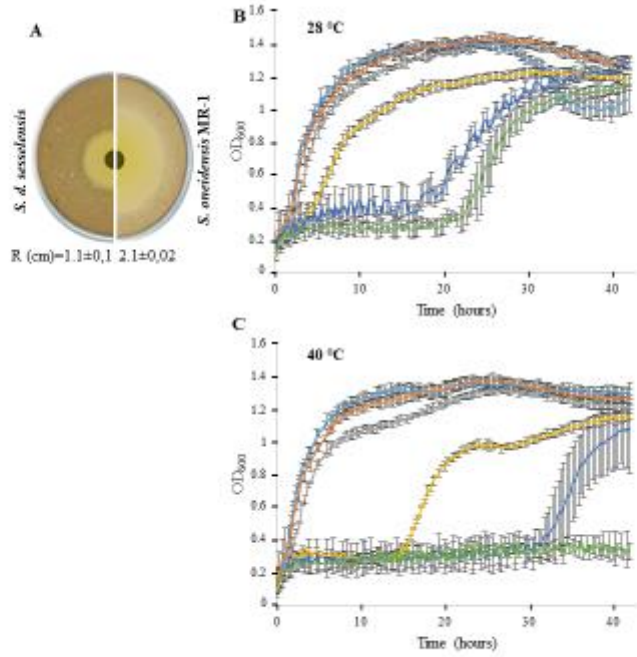 A
S. d. sesselensis
S. oneidensis MR-1
R (cm)=1.1±0,1 2.1±0,02
B
28 °C
1.6
1.4
1.2
1
0.8
0.6
0.4
0.2
0
OD600
0 10 20 30 40
Time (hours)
C
40 °C
1.6
1.4
1.2
1
0.8
0.6
0.4
0.2
0
OD600
0 10 20 30 40
Time (hours)